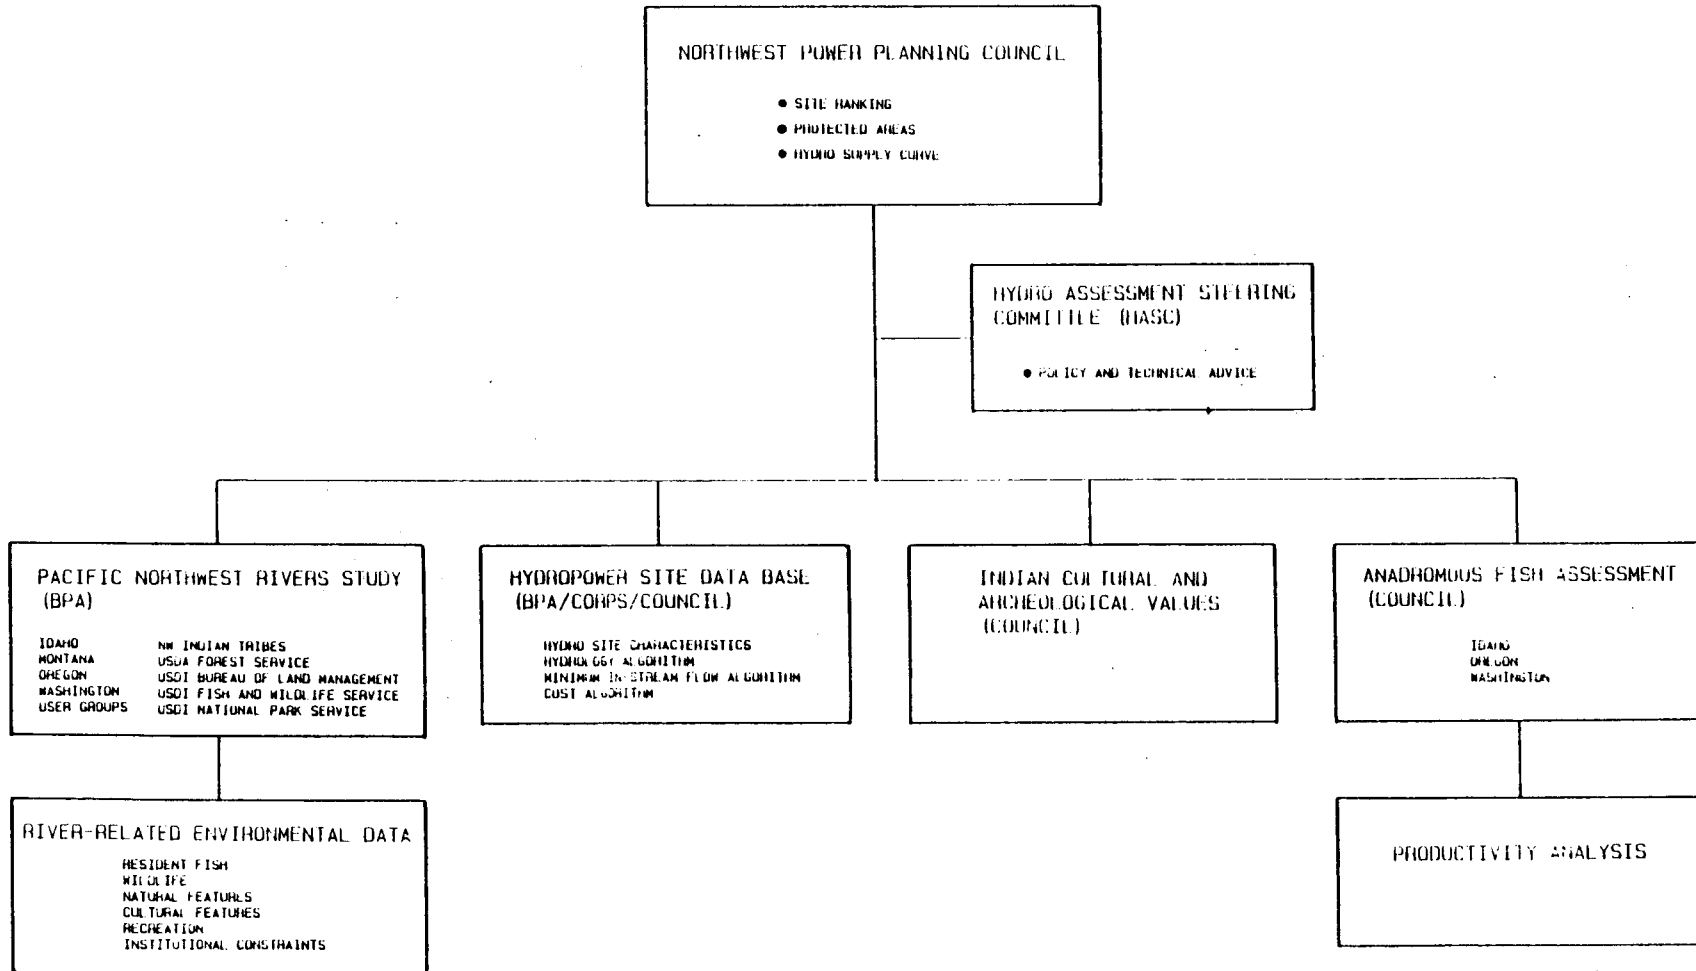 NORTHWEST POWER PLANNING COUNCIL
● SITE RANKING
● PROTECTED AREAS
● HYDRO SUPPLY CURVE
HYDRO ASSESSMENT STEERING
COMMITTEE (HASC)
● POLICY AND TECHNICAL ADVICE
PACIFIC NORTHWEST RIVERS STUDY
(BPA)
IDAHO NW INDIAN TRIBES
MONTANA USDA FOREST SERVICE
OREGON USDI BUREAU OF LAND MANAGEMENT
WASHINGTON USDI FISH AND WILDLIFE SERVICE
USER GROUPS USDI NATIONAL PARK SERVICE
HYDROPOWER SITE DATA BASE
(BPA/CORPS/COUNCIL)
HYDRO SITE CHARACTERISTICS
HYDROLOGY ALGORITHM
MINIMUM IN-STREAM FLOW ALGORITHM
COST ALGORITHM
INDIAN CULTURAL AND
ARCHEOLOGICAL VALUES
(COUNCIL)
ANADROMOUS FISH ASSESSMENT
(COUNCIL)
IDAHO
OREGON
WASHINGTON
RIVER-RELATED ENVIRONMENTAL DATA
RESIDENT FISH
WILDLIFE
NATURAL FEATURES
CULTURAL FEATURES
RECREATION
INSTITUTIONAL CONSTRAINTS
PRODUCTIVITY ANALYSIS